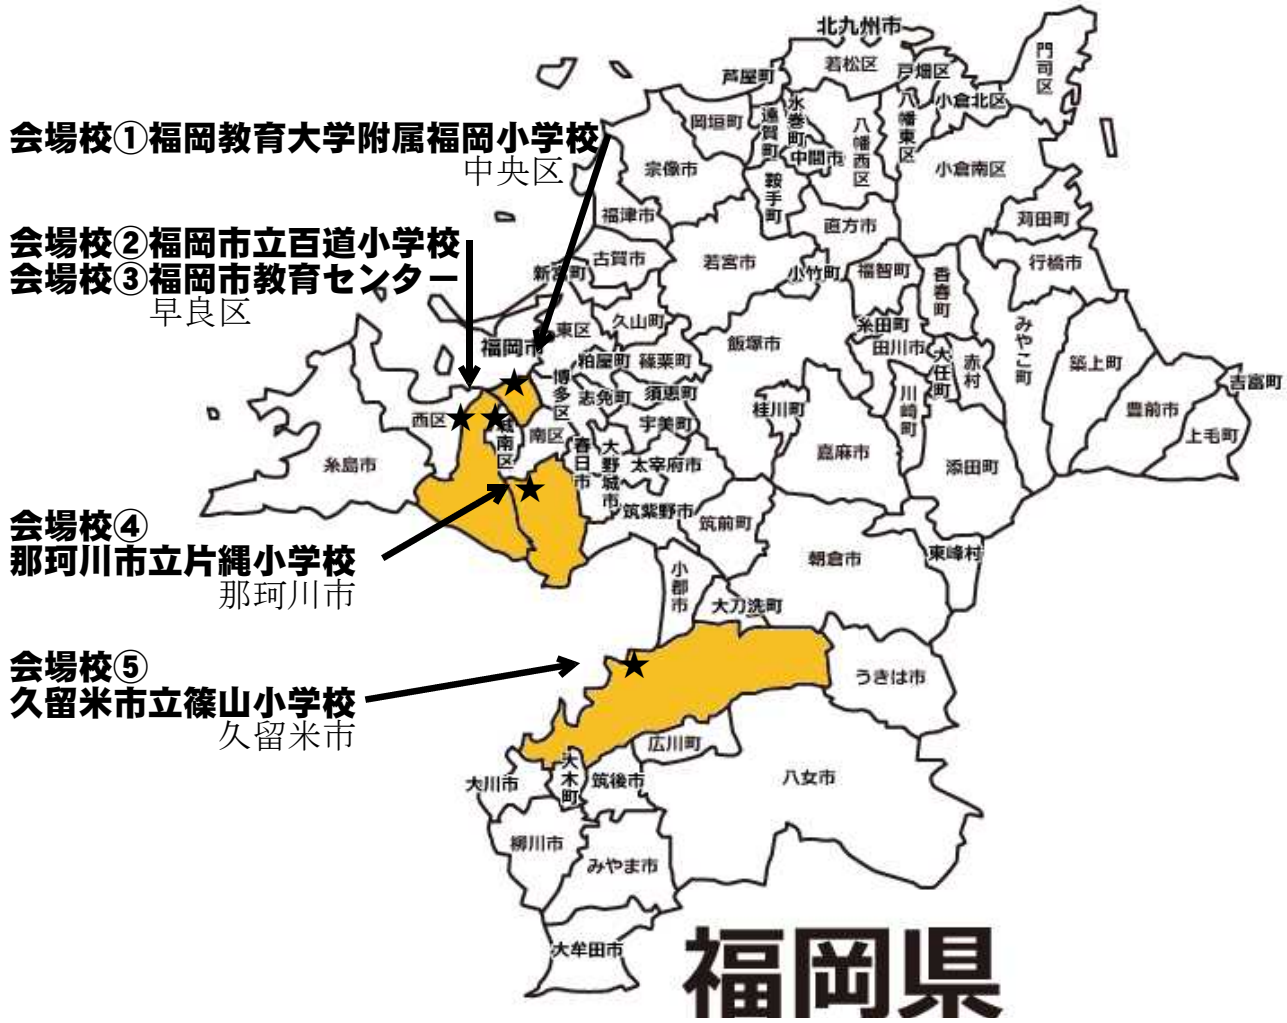 北九州市
門司区
若松区
戸畑区
芦屋町
小倉北区
八幡東区
水巻町
遠賀町
岡垣町
八幡西区
中間市
会場校①福岡教育大学附属福岡小学校
中央区
宗像市
鞍手町
小倉南区
福津市
直方市
苅田町
会場校②福岡市立百道小学校
会場校③福岡市教育センター
早良区
新宮町
古賀市
若宮市
小竹町
福智町
香春町
行橋市
東区
久山町
糸田町
みやこ町
福岡市
飯塚市
田川市
大任町
赤村
粕屋町
篠栗町
築上町
博多区
志免町
須恵町
桂川町
川崎町
吉富町
豊前市
西区
城南区
南区
宇美町
上毛町
糸島市
春日市
大野城市
太宰府市
嘉麻市
添田町
会場校④
那珂川市立片縄小学校
那珂川市
筑紫野市
筑前町
朝倉市
東峰村
小郡市
大刀洗町
会場校⑤
久留米市立篠山小学校
久留米市
うきは市
広川町
大川市
大木町
筑後市
八女市
柳川市
みやま市
大牟田市
福岡県